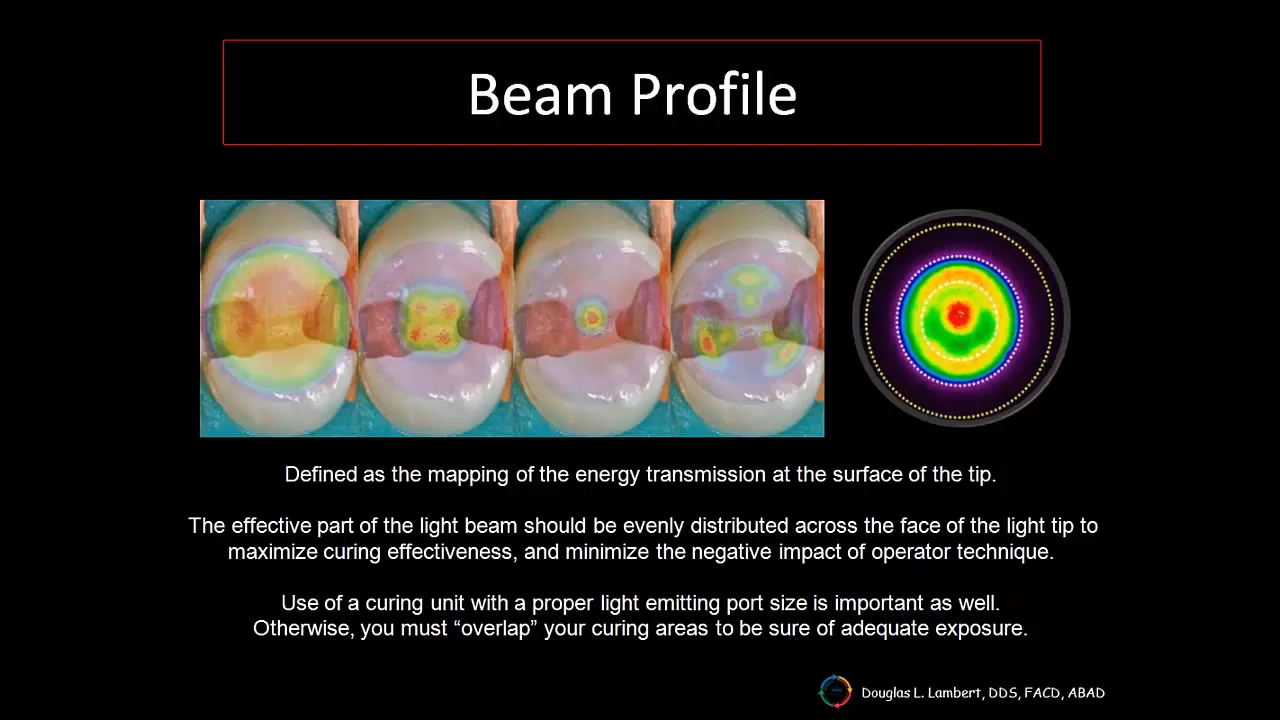 Beam Profile
Defined as the mapping of the energy transmission at the surface of the tip.
The effective part of the light beam should be evenly distributed across the face of the light tip to
maximize curing effectiveness, and minimize the negative impact of operator technique.
Use of a curing unit with a proper light emitting port size is important as well.
Otherwise, you must “overlap” your curing areas to be sure of adequate exposure.
Douglas L. Lambert, DDS, FACD, ABAD